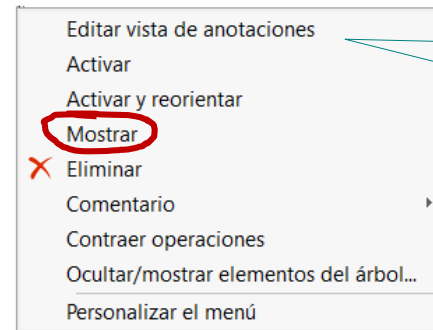 Editar vista de anotaciones
Activar
Activar y reorientar
Mostrar
Eliminar
Comentario
Contraer operaciones
Ocultar/mostrar elementos del árbol...
Personalizar el menú